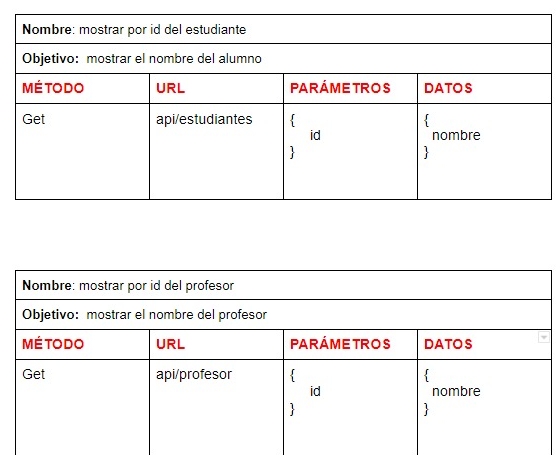 Nombre: mostrar por id del estudiante
Objetivo: mostrar el nombre del alumno
MÉTODO URL PARÁMETROS DATOS
Get api/estudiantes { {
id nombre
} }
Nombre: mostrar por id del profesor
Objetivo: mostrar el nombre del profesor
MÉTODO URL PARÁMETROS DATOS
Get api/profesor { {
id nombre
} }